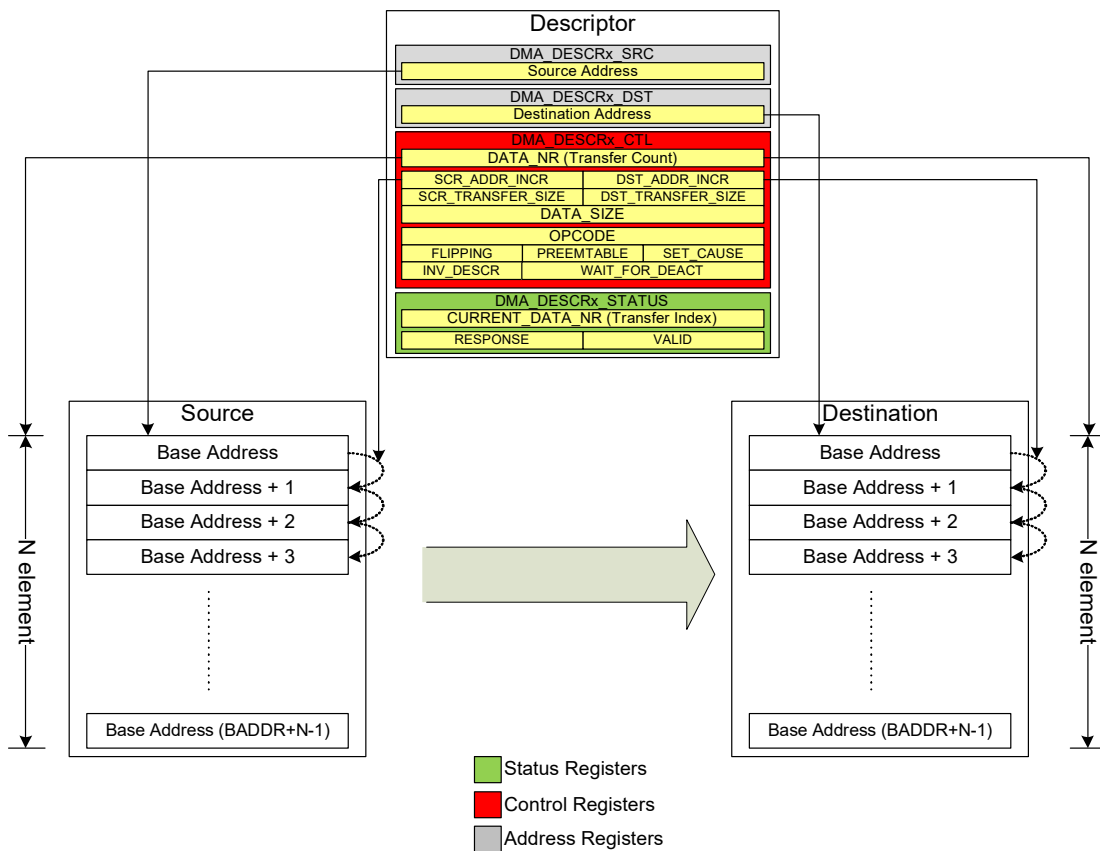 Descriptor
DMA_DESCRx_SRC
Source Address
DMA_DESCRx_DST
Destination Address
DMA_DESCRx_CTL
DATA_NR (Transfer Count)
SCR_ADDR_INCR DST_ADDR_INCR
SCR_TRANSFER_SIZE DST_TRANSFER_SIZE
DATA_SIZE
OPCODE
FLIPPING PREEMTABLE SET_CAUSE
INV_DESCR WAIT_FOR_DEACT
DMA_DESCRx_STATUS
CURRENT_DATA_NR (Transfer Index)
RESPONSE VALID
Source
Base Address
Base Address + 1
Base Address + 2
Base Address + 3
Base Address (BADDR+N-1)
N element
Destination
Base Address
Base Address + 1
Base Address + 2
Base Address + 3
Base Address (BADDR+N-1)
N element
Status Registers
Control Registers
Address Registers